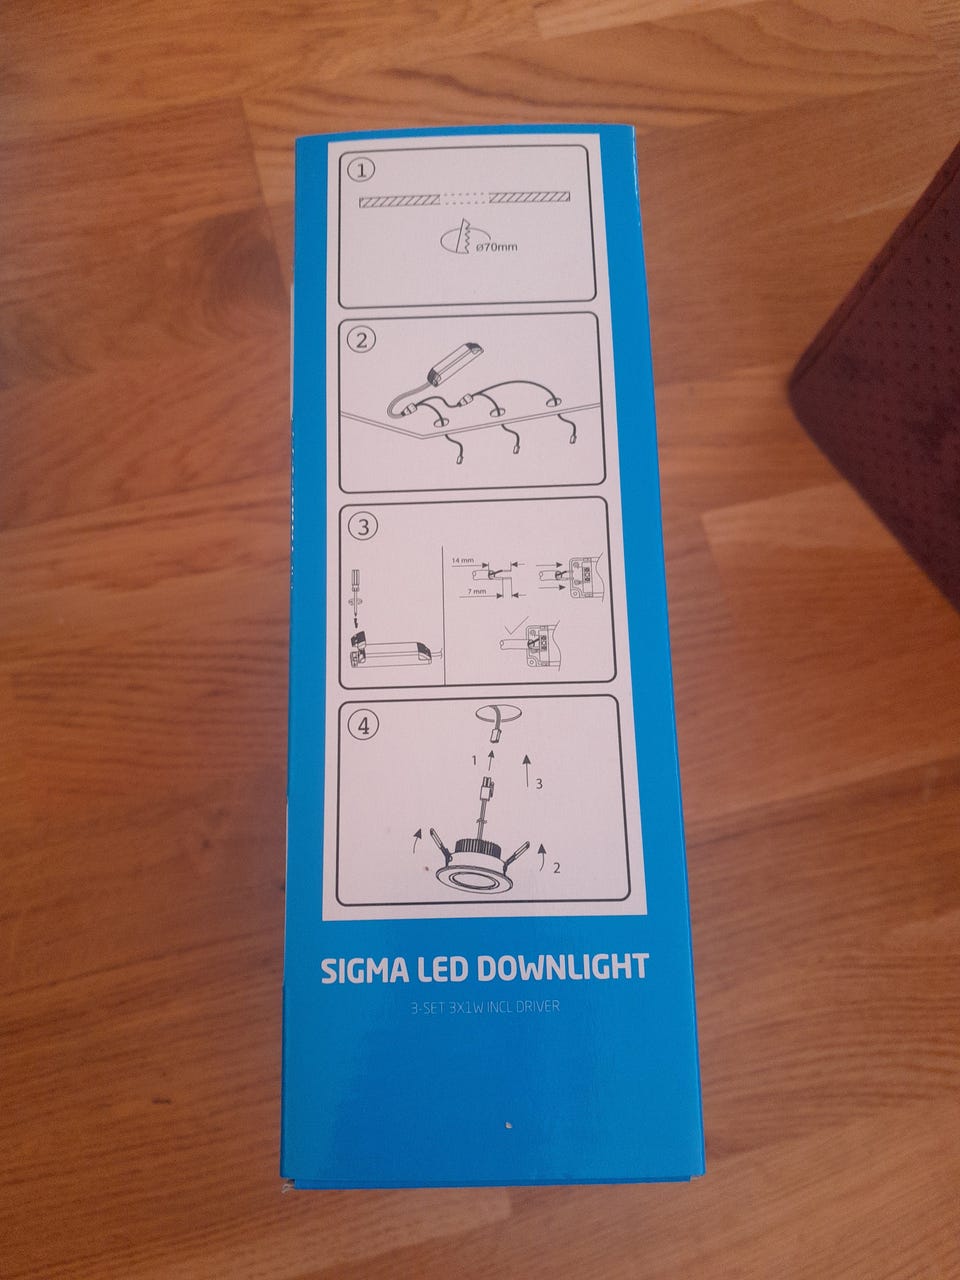 1
ø70mm
2
3
14 mm
7 mm
4
1
3
2
SIGMA LED DOWNLIGHT
3-SET 3X1W INCL DRIVER